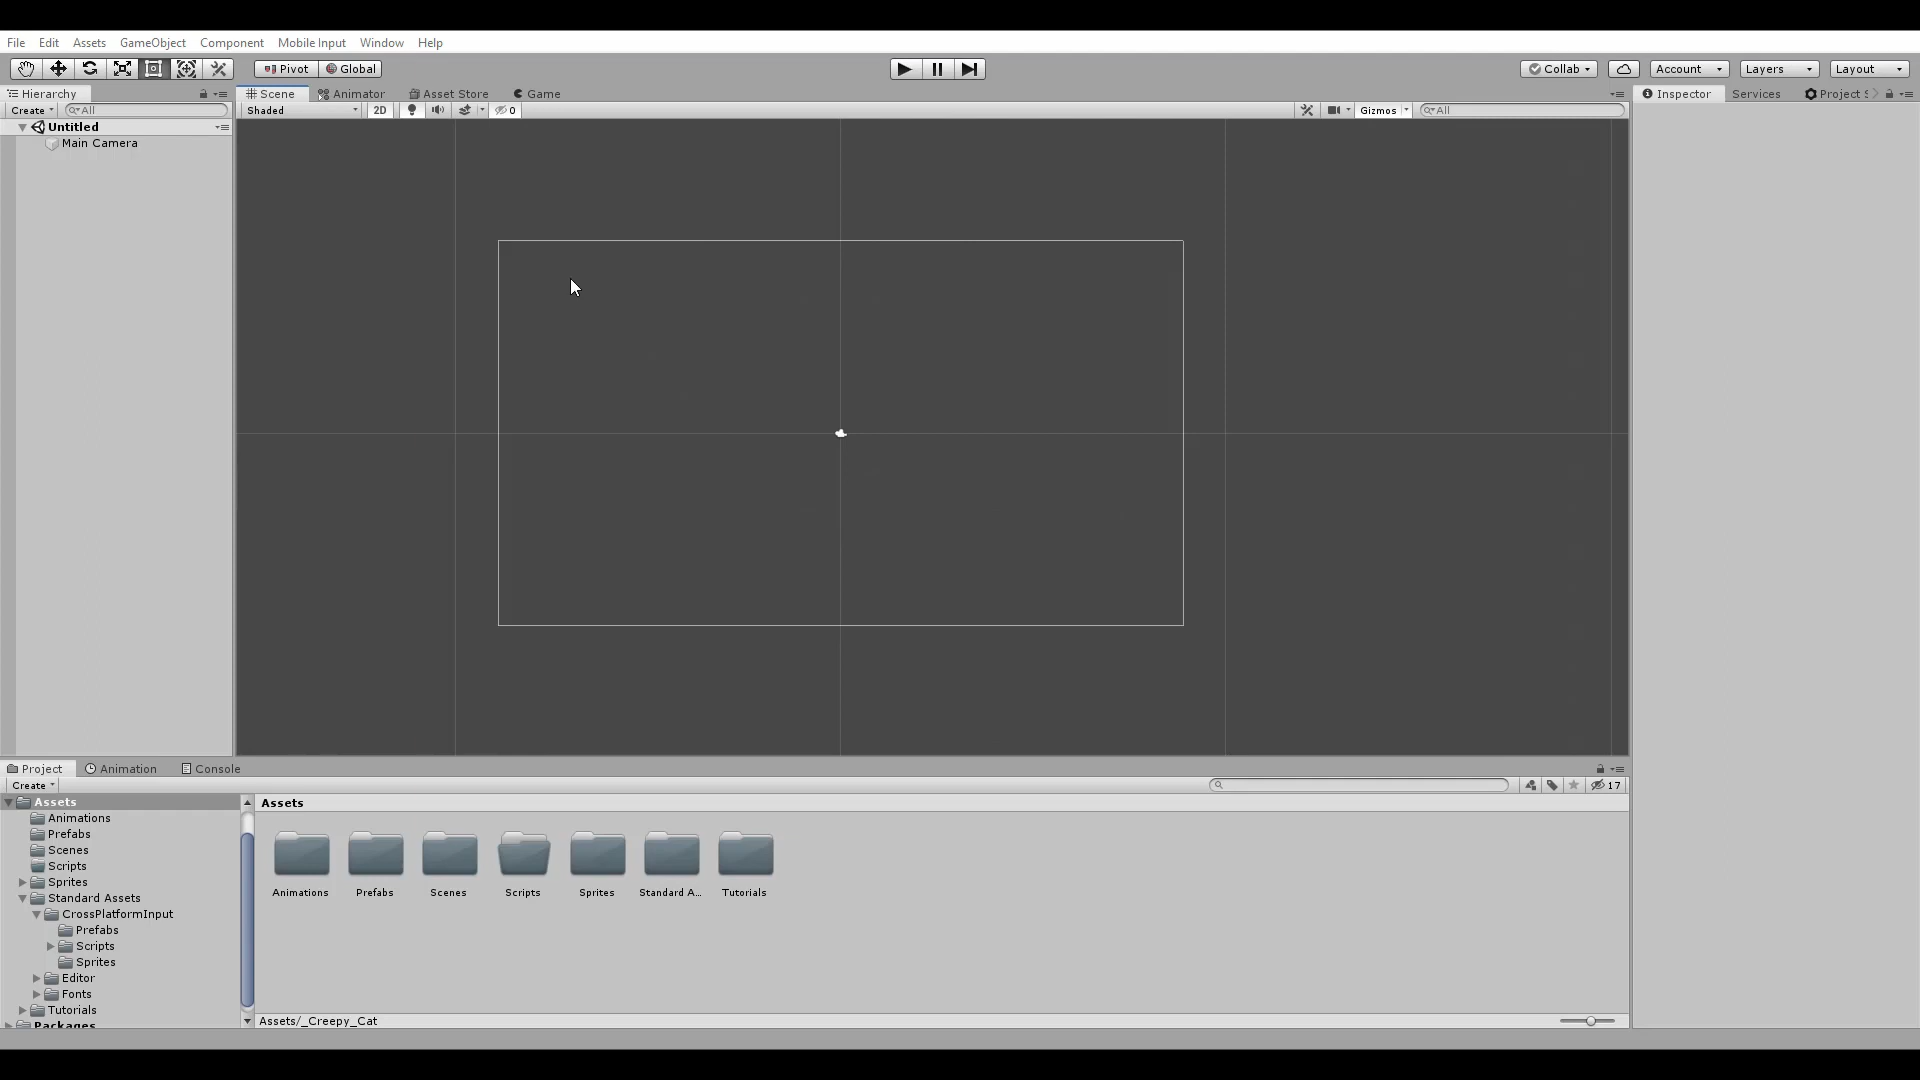 File Edit Assets GameObject Component Mobile Input Window Help
Pivot Global Collab Account Layers Layout
Hierarchy Scene Animator Asset Store Game Inspector Services Project S
Create All Shaded 2D 0 Gizmos All
Untitled
Main Camera
Project Animation Console
Create 17
Assets
Animations
Prefabs
Scenes
Scripts
Sprites
Standard Assets
CrossPlatformInput
Prefabs
Scripts
Sprites
Editor
Fonts
Tutorials
Packages
Assets
Animations Prefabs Scenes Scripts Sprites Standard A... Tutorials
Assets/_Creepy_Cat